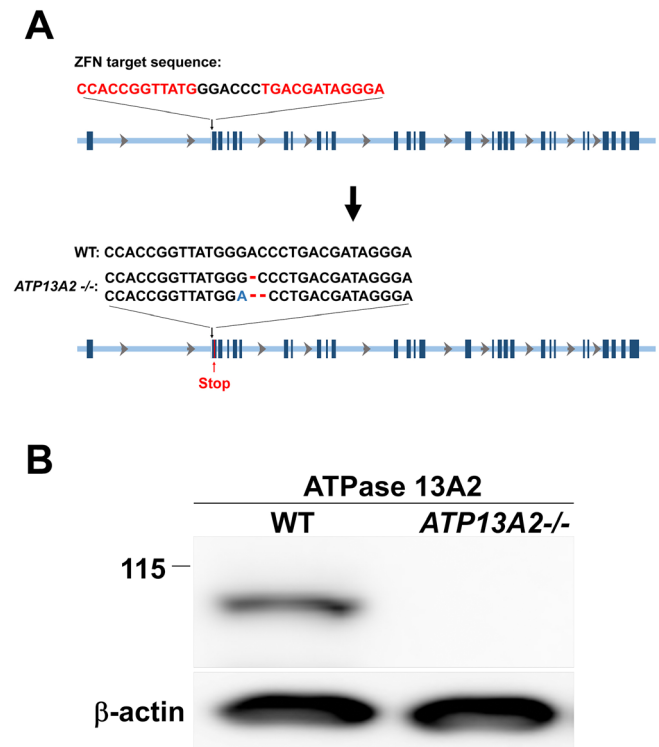 A
ZFN target sequence:
CCACCGGTTATGGGACCCTGACGATAGGGA
WT: CCACCGGTTATGGGACCCTGACGATAGGGA
CCACCGGTTATGGG-CCCTGACGATAGGGA
ATP13A2 -/-:
CCACCGGTTATGGA--CCTGACGATAGGGA
Stop
B
ATPase 13A2
WT ATP13A2-/-
115
β-actin